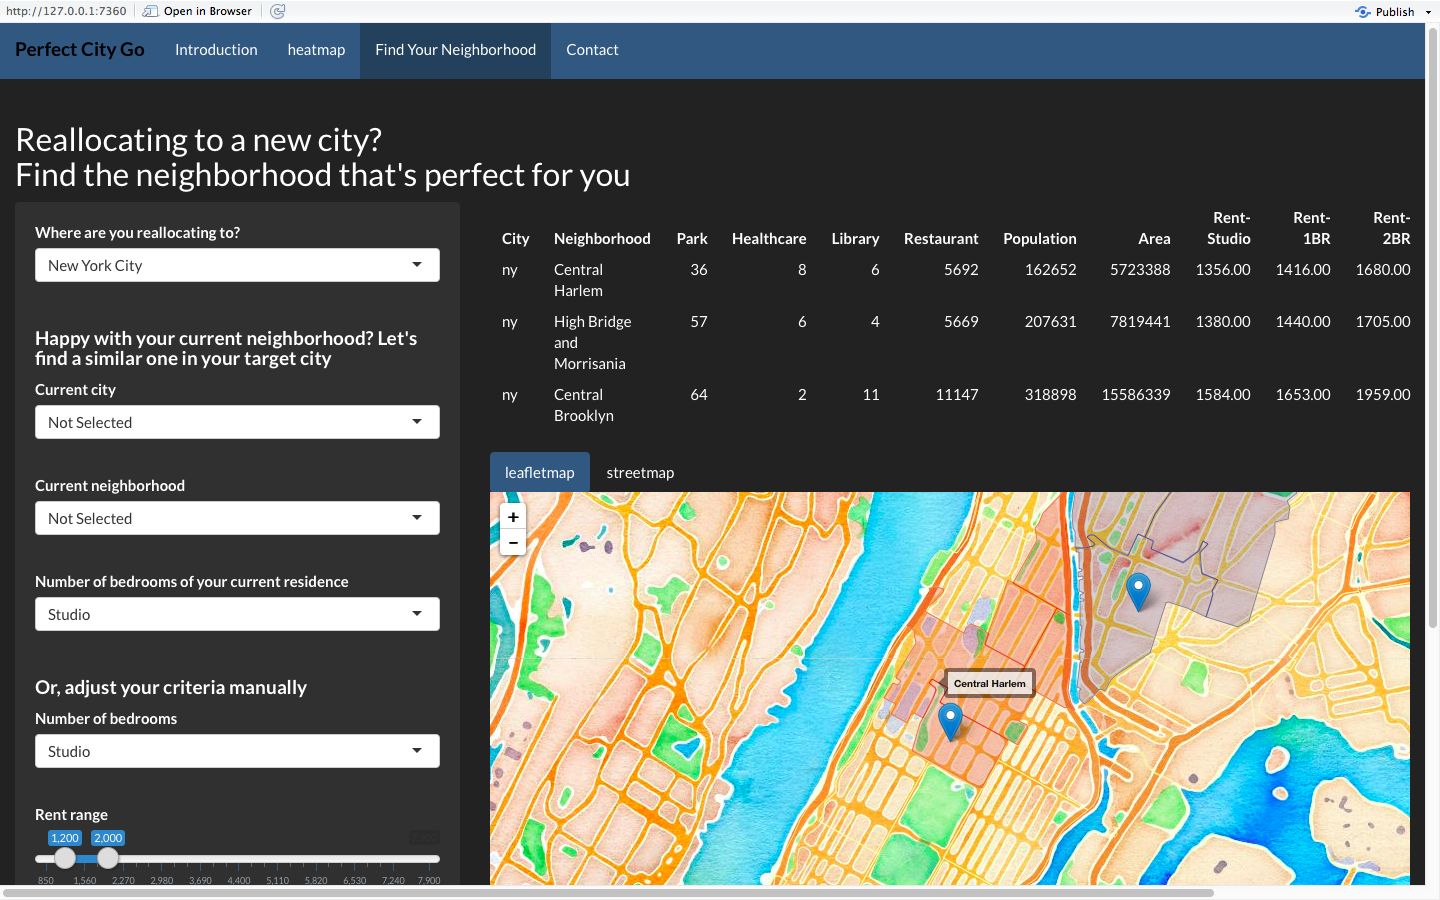 http://127.0.0.1:7360
Open in Browser
Publish
Perfect City Go
Introduction
heatmap
Find Your Neighborhood
Contact
Reallocating to a new city?
Find the neighborhood that's perfect for you
Where are you reallocating to?
New York City
Happy with your current neighborhood? Let's
find a similar one in your target city
Current city
Not Selected
Current neighborhood
Not Selected
Number of bedrooms of your current residence
Studio
Or, adjust your criteria manually
Number of bedrooms
Studio
Rent range
1,200 2,000
850 1,560 2,270 2,980 3,690 4,400 5,110 5,820 6,530 7,240 7,900
Rent- Rent- Rent-
City Neighborhood Park Healthcare Library Restaurant Population Area Studio 1BR 2BR
ny Central 36 8 6 5692 162652 5723388 1356.00 1416.00 1680.00
Harlem
ny High Bridge 57 6 4 5669 207631 7819441 1380.00 1440.00 1705.00
and
Morrisania
ny Central 64 2 11 11147 318898 15586339 1584.00 1653.00 1959.00
Brooklyn
leafletmap streetmap
+
−
Central Harlem